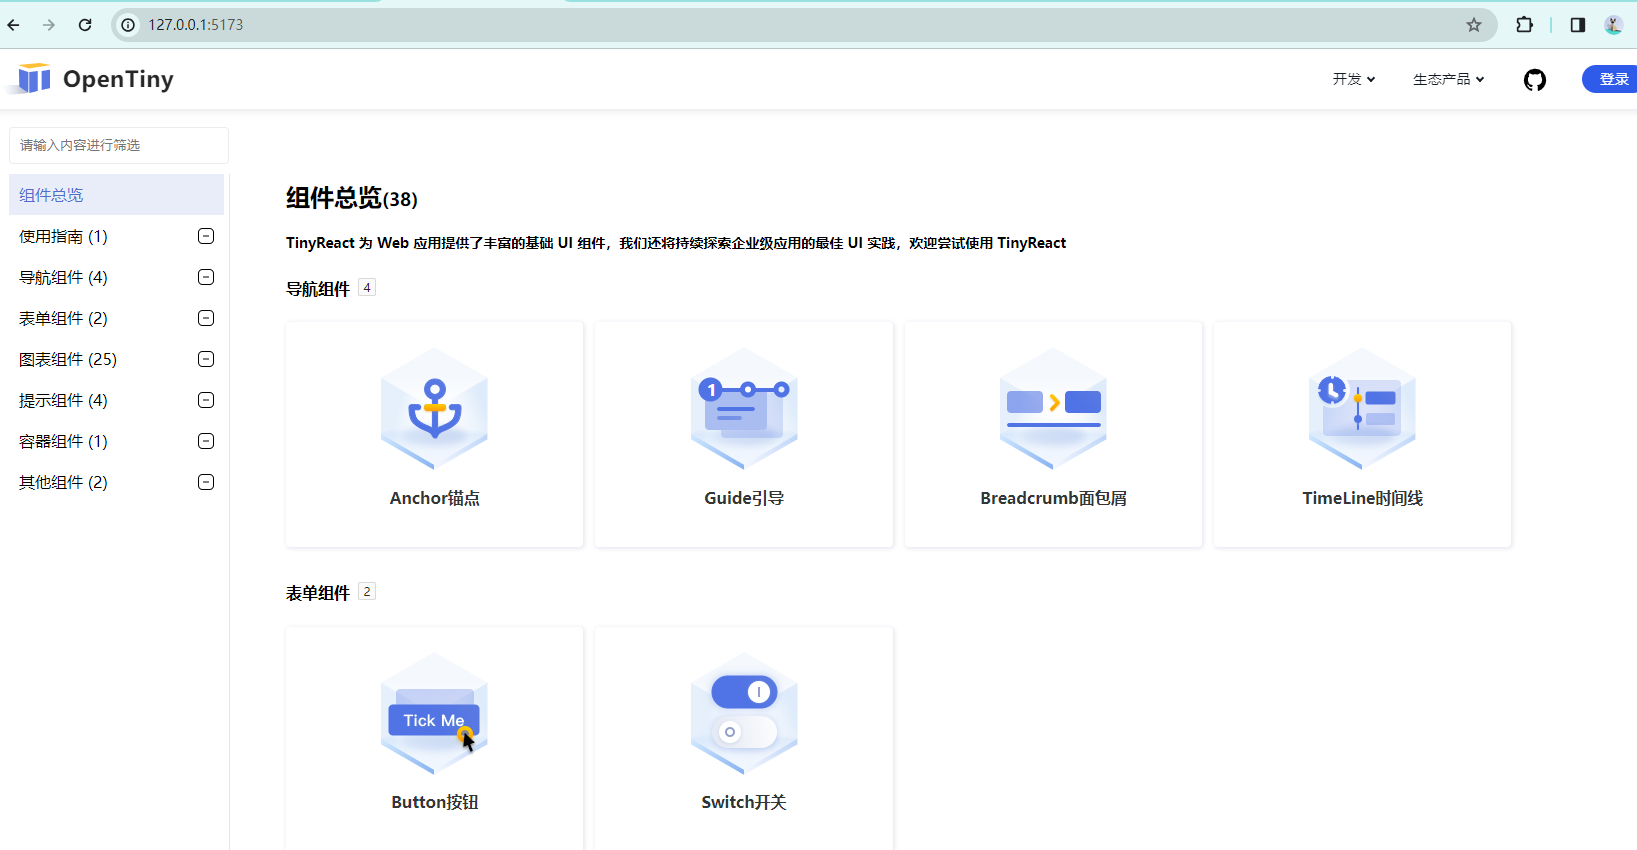 127.0.0.1:5173
OpenTiny
开发
生态产品
登录
请输入内容进行筛选
组件总览
使用指南 (1)
导航组件 (4)
表单组件 (2)
图表组件 (25)
提示组件 (4)
容器组件 (1)
其他组件 (2)
组件总览(38)
TinyReact 为 Web 应用提供了丰富的基础 UI 组件，我们还将持续探索企业级应用的最佳 UI 实践，欢迎尝试使用 TinyReact
导航组件 4
1
Anchor锚点
Guide引导
Breadcrumb面包屑
TimeLine时间线
表单组件 2
Tick Me
Button按钮
Switch开关